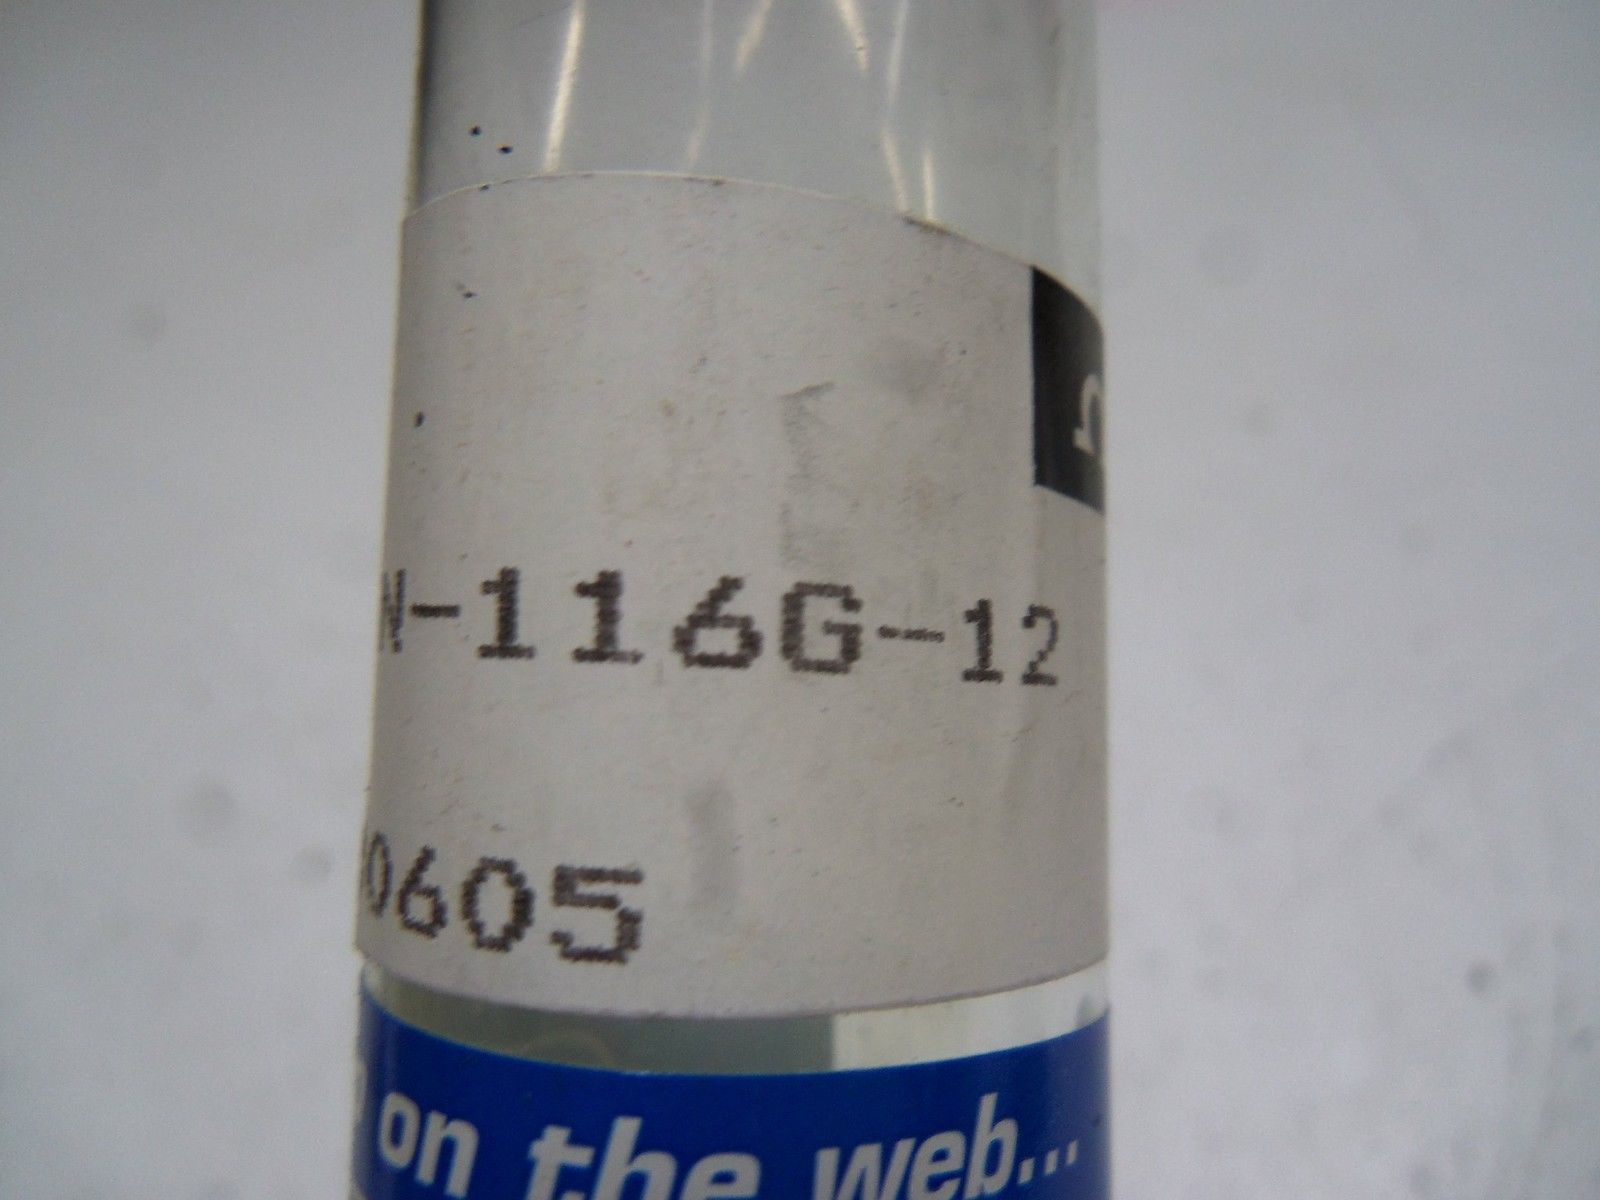 N-116G-12
0605
on the web...